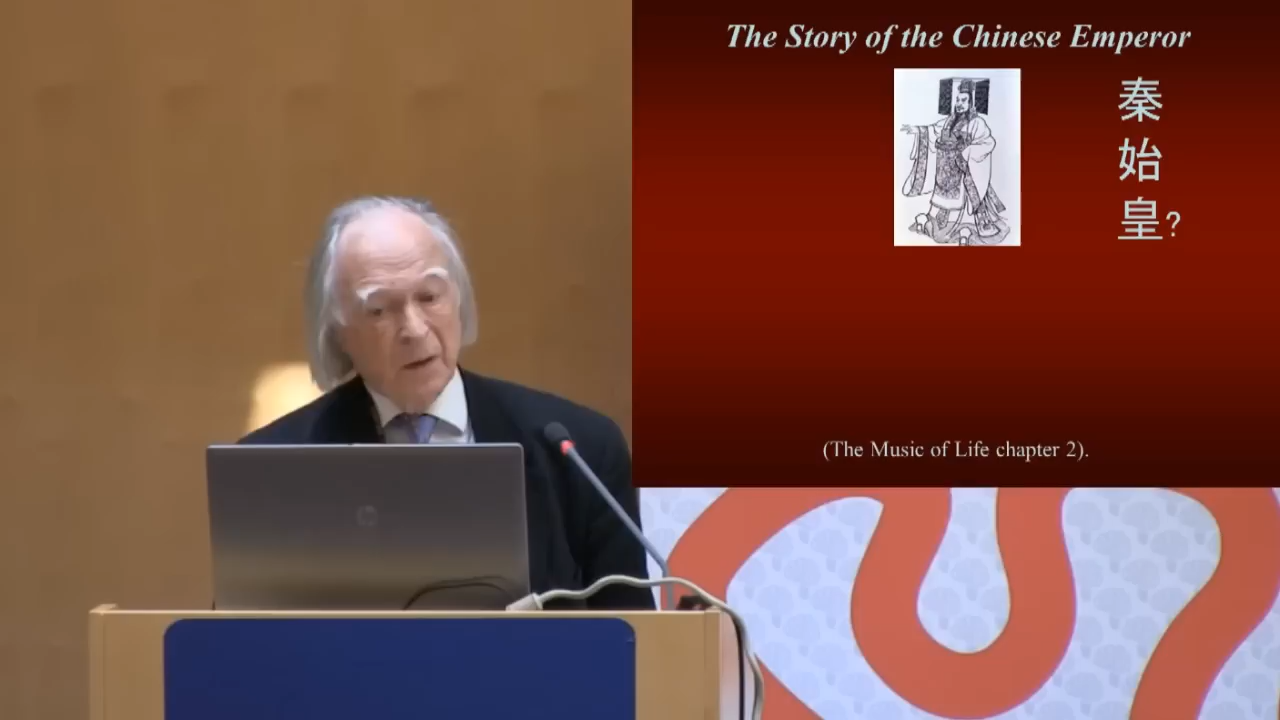 The Story of the Chinese Emperor
秦
始
皇?
(The Music of Life chapter 2).